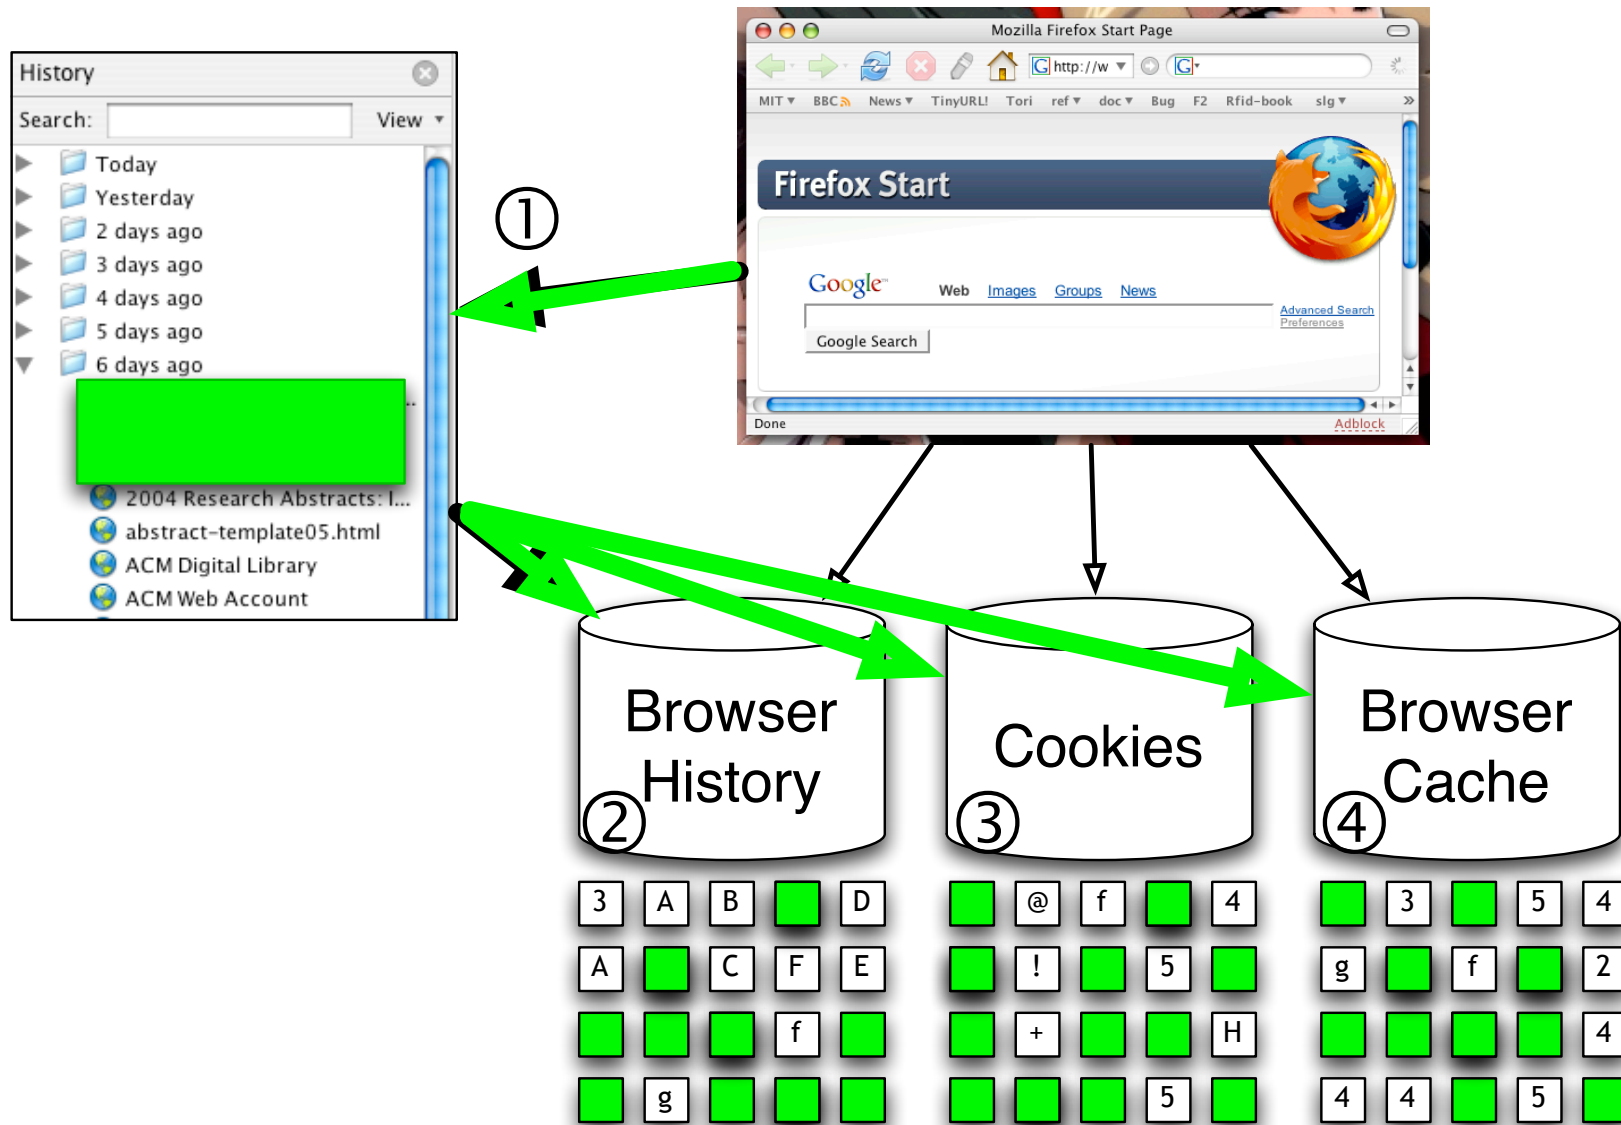 History
Search:
View
Today
Yesterday
2 days ago
3 days ago
4 days ago
5 days ago
6 days ago
..
2004 Research Abstracts: I...
abstract-template05.html
ACM Digital Library
ACM Web Account
①
Mozilla Firefox Start Page
G http://w
G
MIT BBC News TinyURL! Tori ref doc Bug F2 Rfid-book slg »
Firefox Start
Google™
Web Images Groups News
Advanced Search
Preferences
Google Search
Done
Adblock
Browser
History
②
Cookies
③
Browser
Cache
④
3 A B D
A C F E
f
g
@ f 4
! 5
+ H
5
3 5 4
g f 2
4
4 4 5